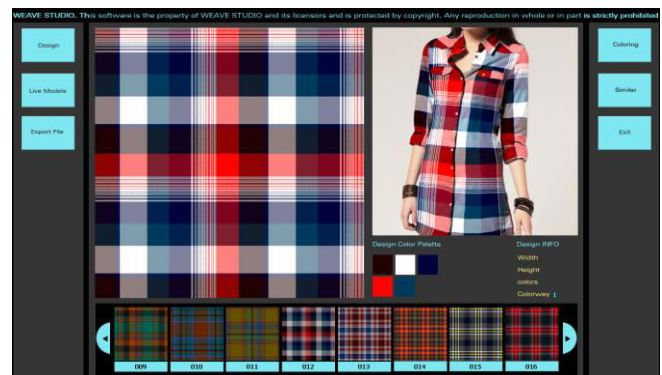 WEAVE STUDIO. This software is the property of WEAVE STUDIO and its licensors and is protected by copyright. Any reproduction in whole or in part is strictly prohibited
Design
Coloring
Live Models
Similar
Export File
Exit
Design Color Palette
Design INFO
Width
Height
colors
Colorway 1
009
010
011
012
013
014
015
016